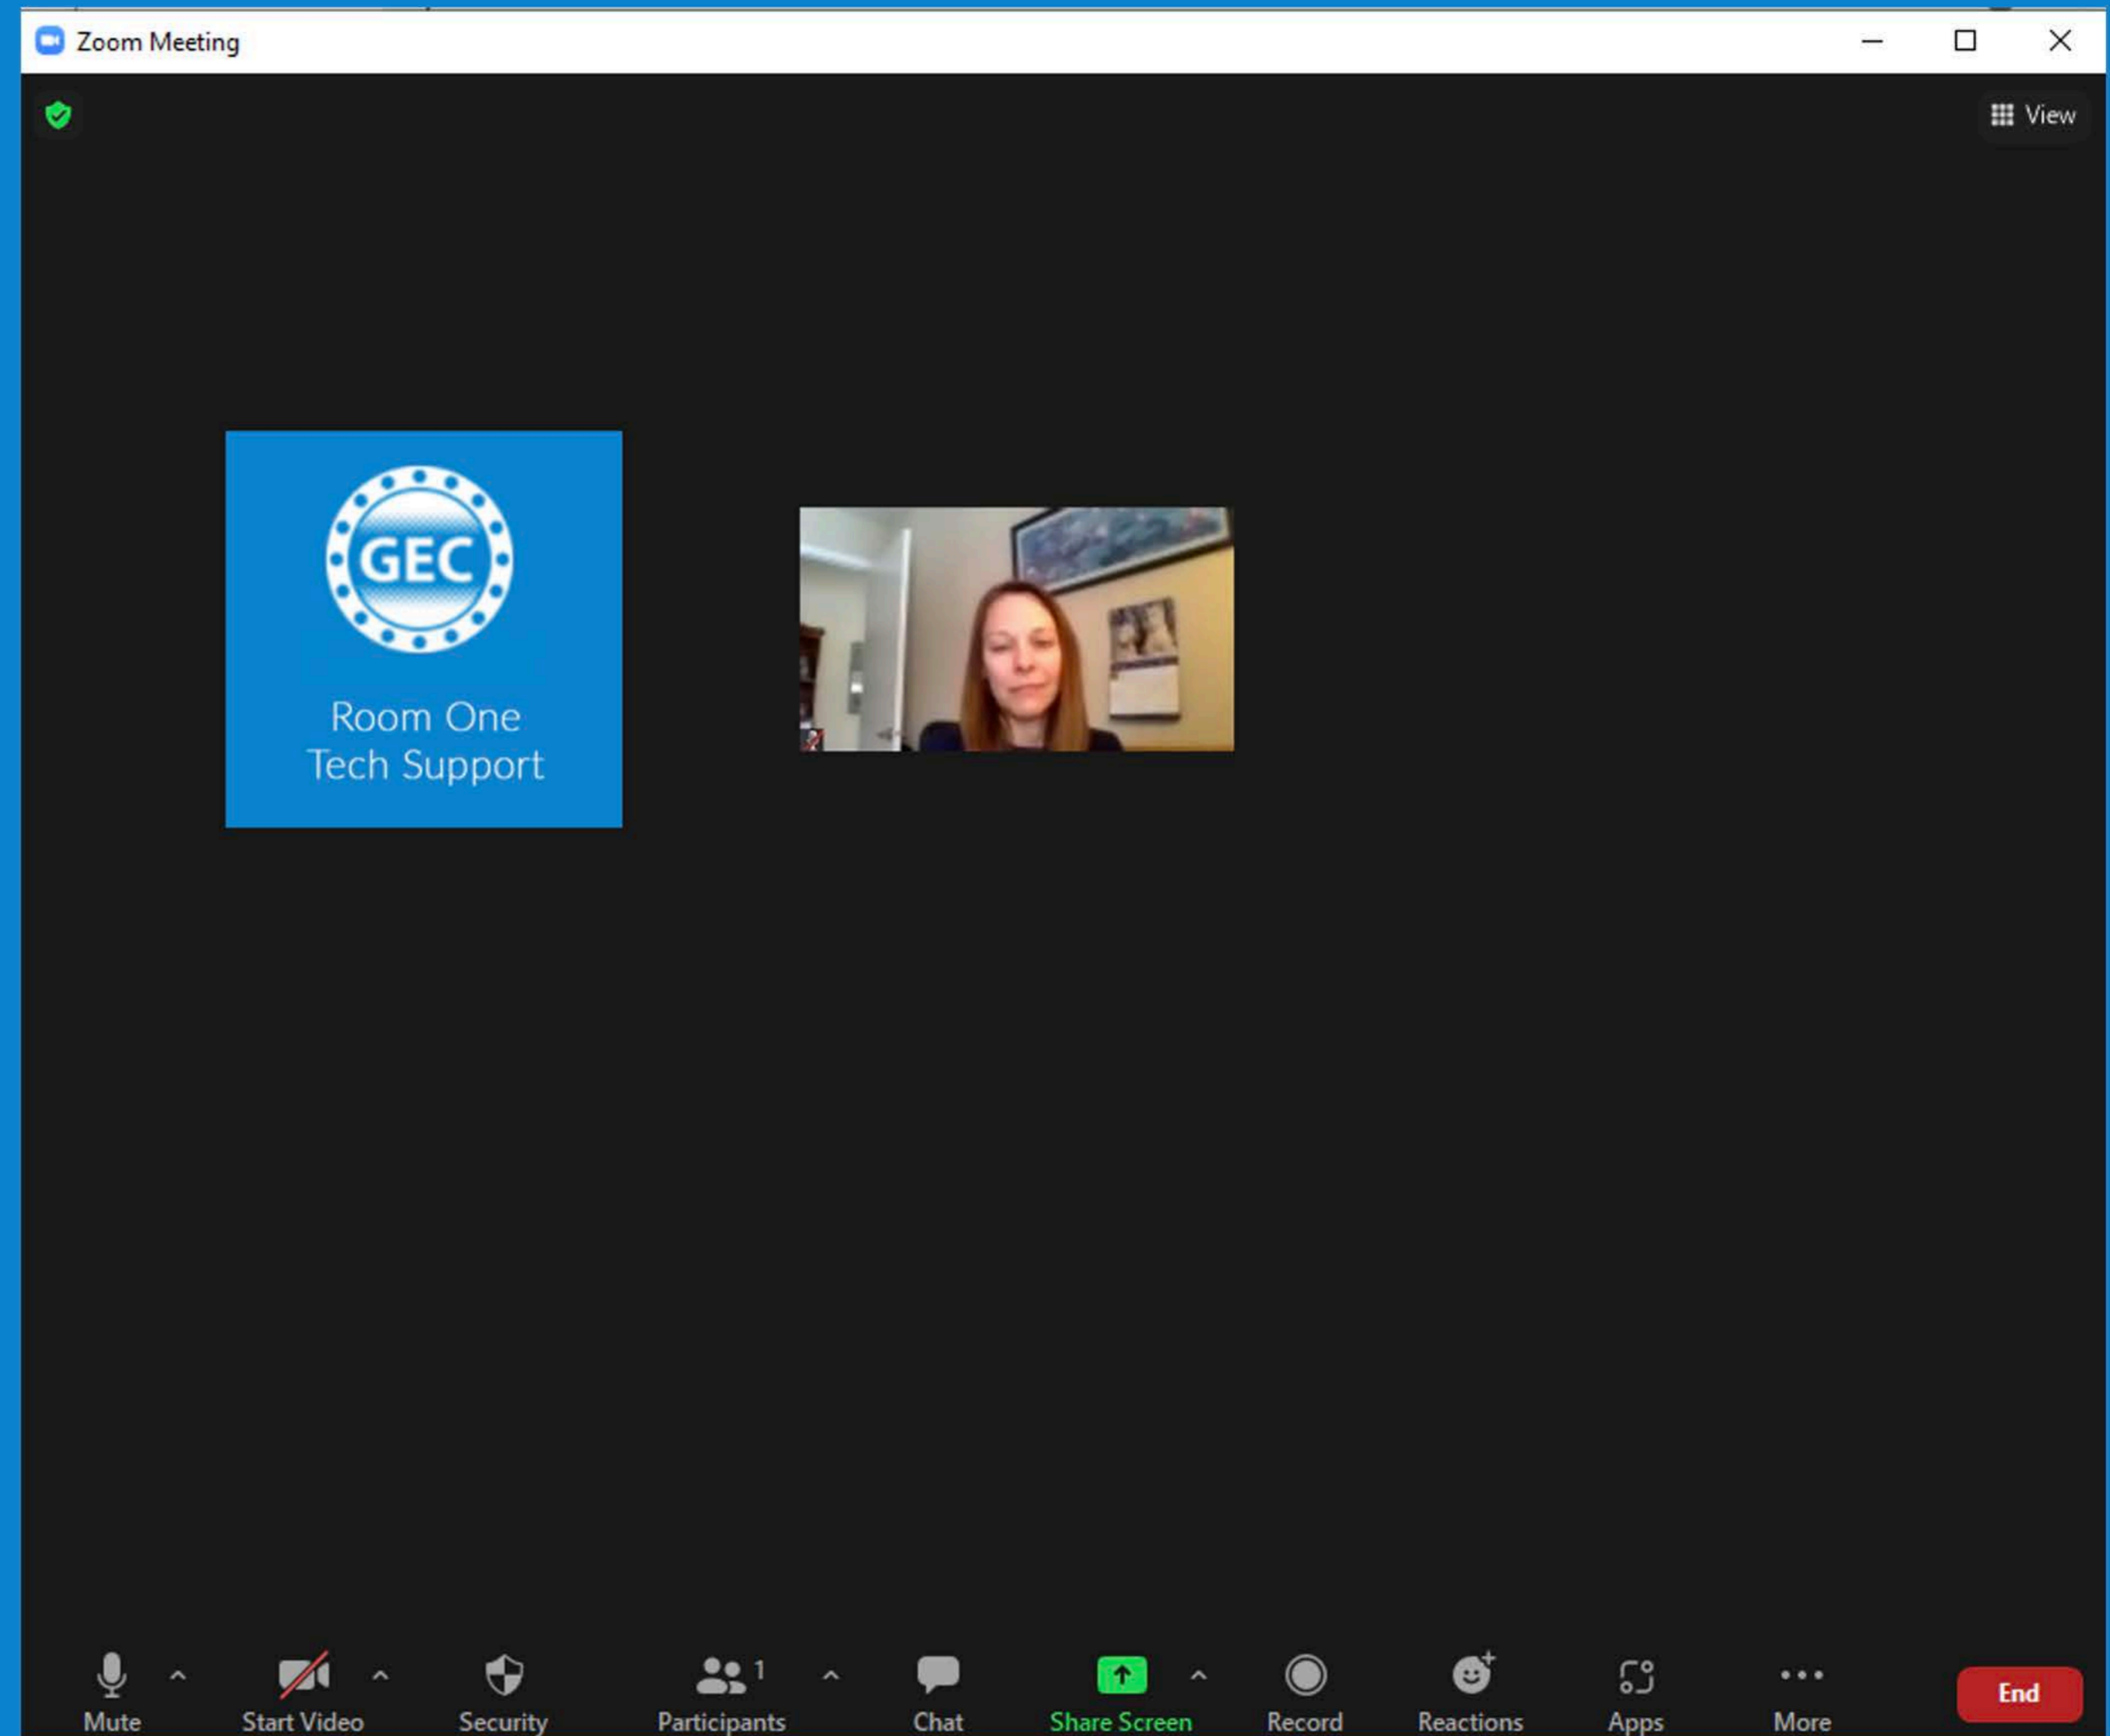 Zoom Meeting
View
GEC
Room One
Tech Support
1
Mute
Start Video
Security
Participants
Chat
Share Screen
Record
Reactions
Apps
More
End